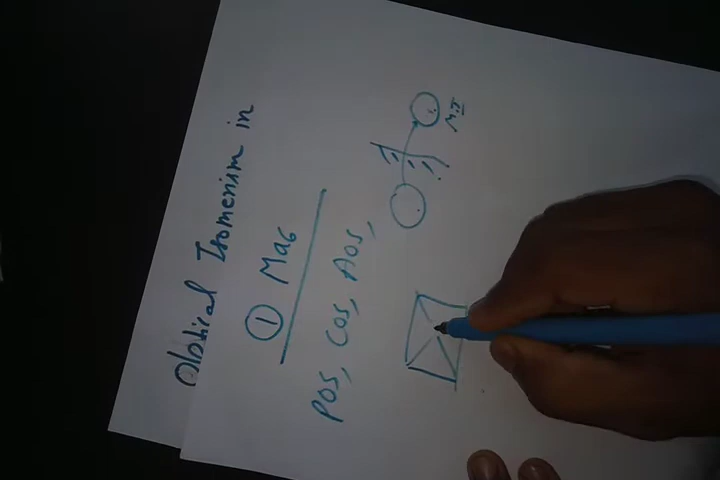 Optical Isomerism in
① Ma6
POS, COS, AOS,
M.I